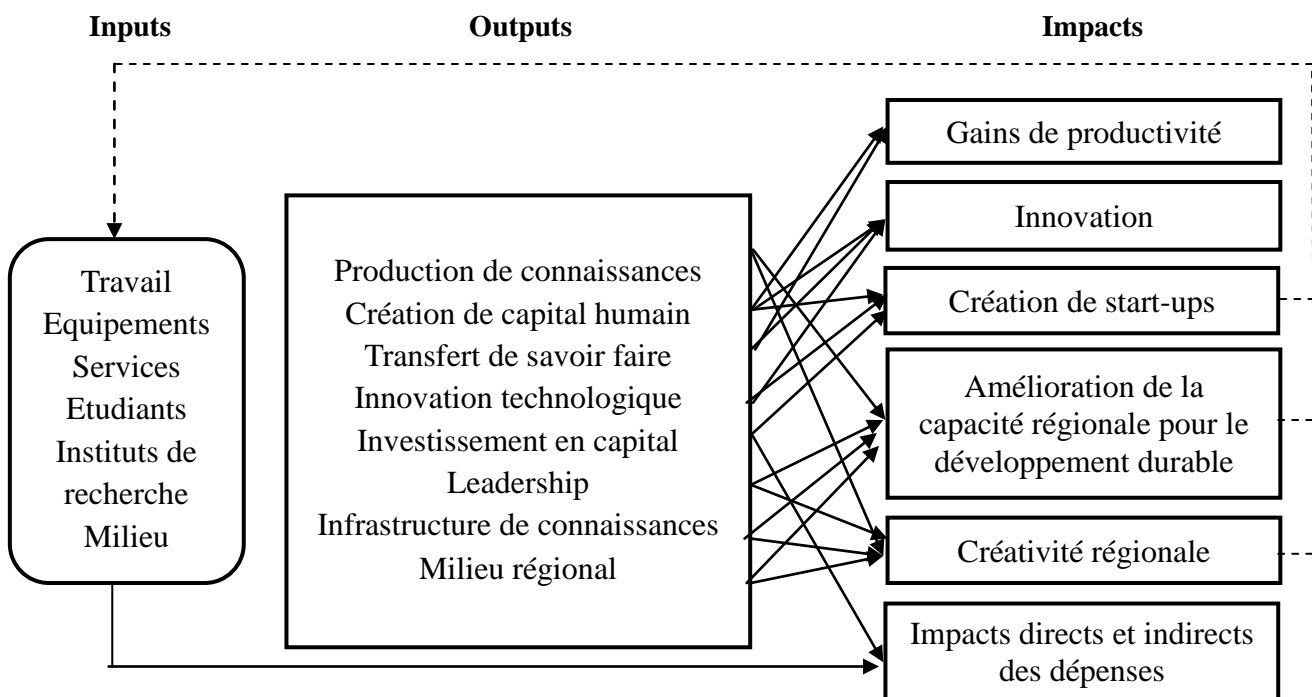 Inputs
Outputs
Impacts
Travail
Equipements
Services
Etudiants
Instituts de
recherche
Milieu
Production de connaissances
Création de capital humain
Transfert de savoir faire
Innovation technologique
Investissement en capital
Leadership
Infrastructure de connaissances
Milieu régional
Gains de productivité
Innovation
Création de start-ups
Amélioration de la
capacité régionale pour le
développement durable
Créativité régionale
Impacts directs et indirects
des dépenses